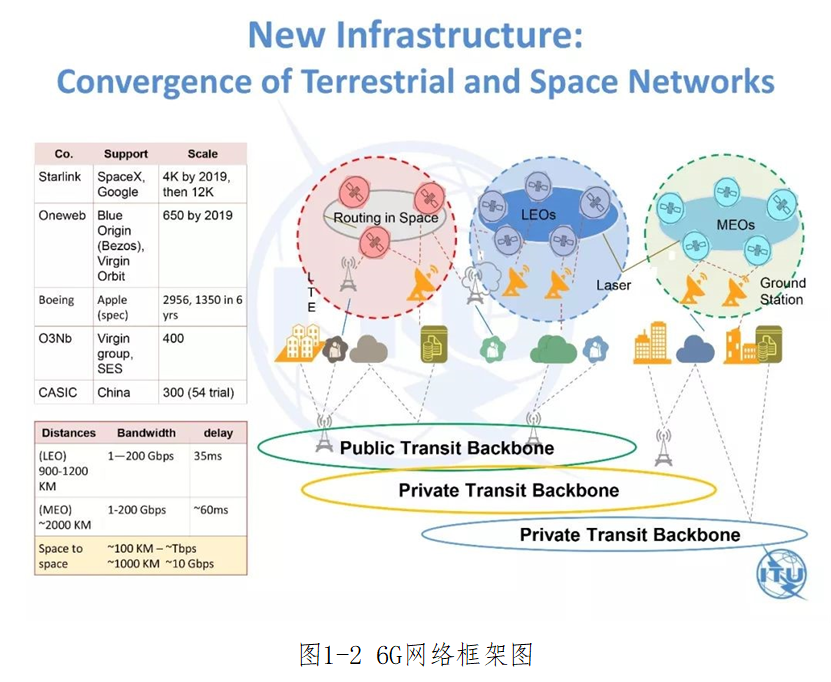 New Infrastructure:
Convergence of Terrestrial and Space Networks
Co. Support Scale
Starlink SpaceX, 4K by 2019,
Google then 12K
Oneweb Blue 650 by 2019
Origin
(Bezos),
Virgin
Orbit
Boeing Apple 2956, 1350 in 6
(spec) yrs
O3Nb Virgin 400
group,
SES
CASIC China 300 (54 trial)
Distances Bandwidth delay
(LEO) 1—200 Gbps 35ms
900-1200
KM
(MEO) 1-200 Gbps ~60ms
~2000 KM
Space to ~100 KM – ~Tbps
space ~1000 KM ~10 Gbps
Routing in Space
LEOs
MEOs
L
T
E
Laser
Ground
Station
Public Transit Backbone
Private Transit Backbone
Private Transit Backbone
ITU
图1-2 6G网络框架图